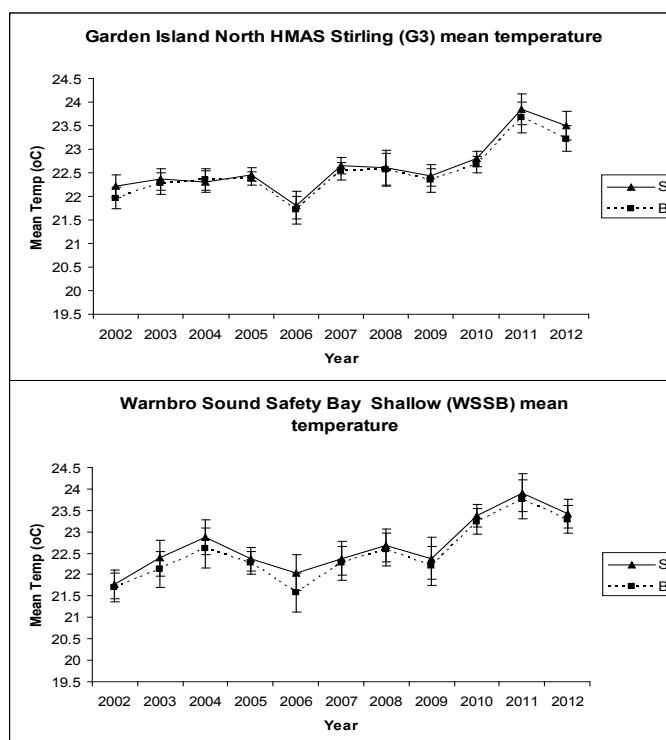 Garden Island North HMAS Stirling (G3) mean temperature
24.5
24
23.5
23
22.5
22
21.5
21
20.5
20
19.5
Mean Temp (oC)
2002 2003 2004 2005 2006 2007 2008 2009 2010 2011 2012
Year
S
B
Warnbro Sound Safety Bay Shallow (WSSB) mean
temperature
24.5
24
23.5
23
22.5
22
21.5
21
20.5
20
19.5
Mean Temp (oC)
2002 2003 2004 2005 2006 2007 2008 2009 2010 2011 2012
Year
S
B